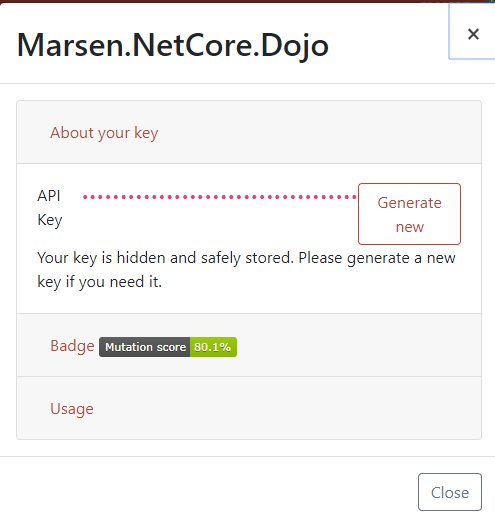 Marsen.NetCore.Dojo
×
About your key
API
Key
Generate
new
Your key is hidden and safely stored. Please generate a new
key if you need it.
Badge Mutation score 80.1%
Usage
Close